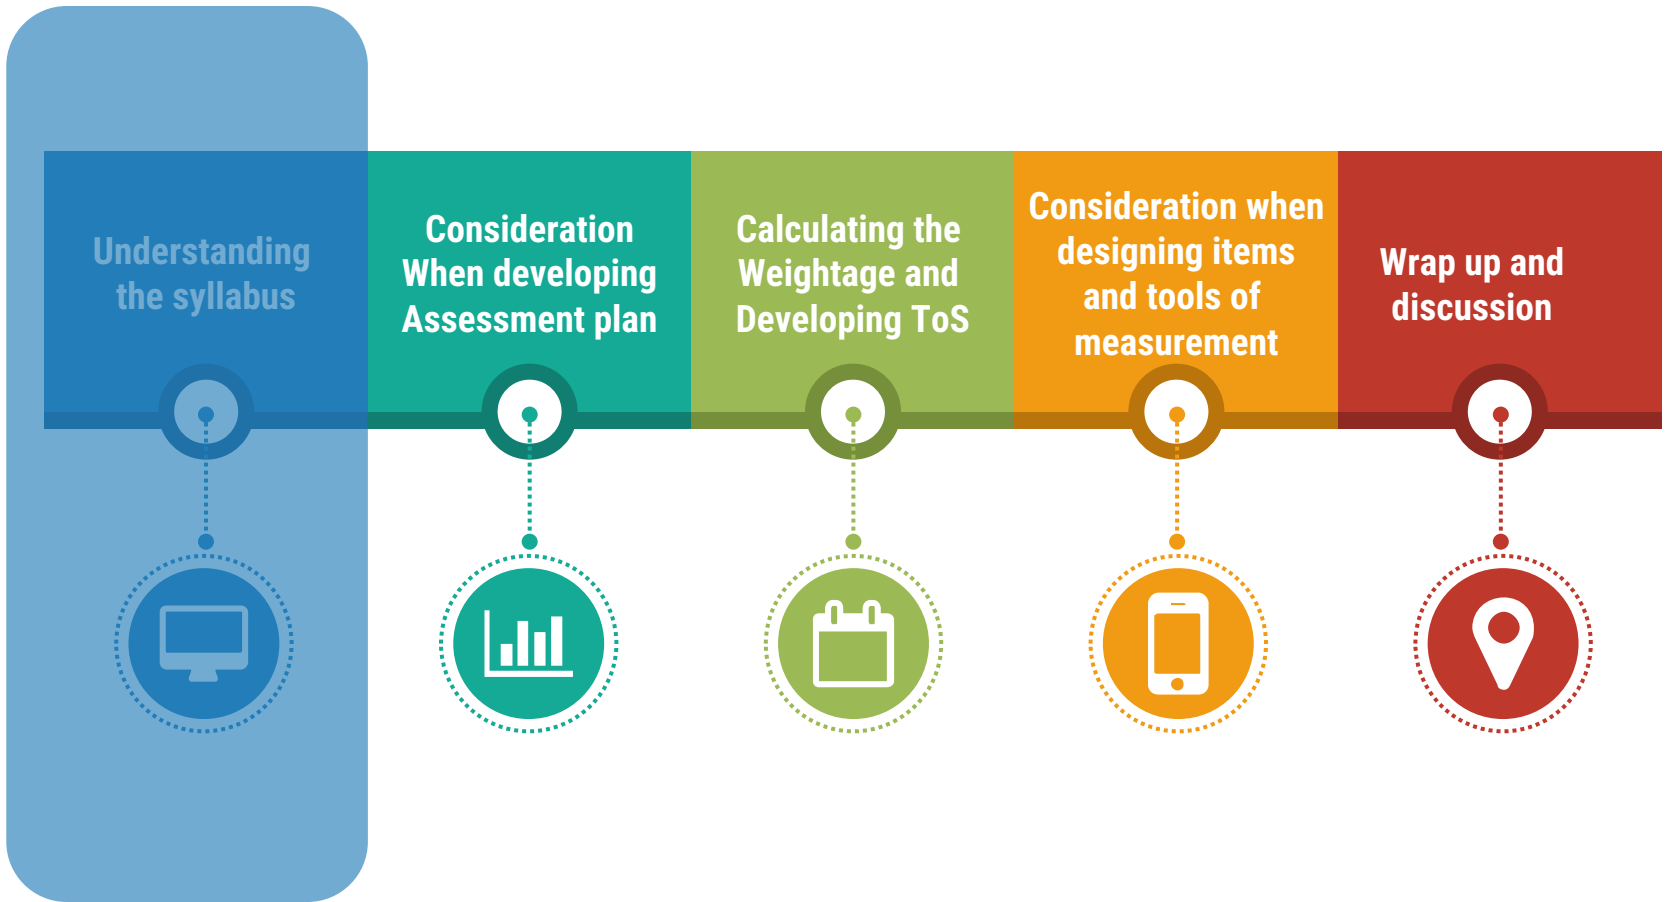 Understanding
the syllabus
Consideration
When developing
Assessment plan
Calculating the
Weightage and
Developing ToS
Consideration when
designing items
and tools of
measurement
Wrap up and
discussion